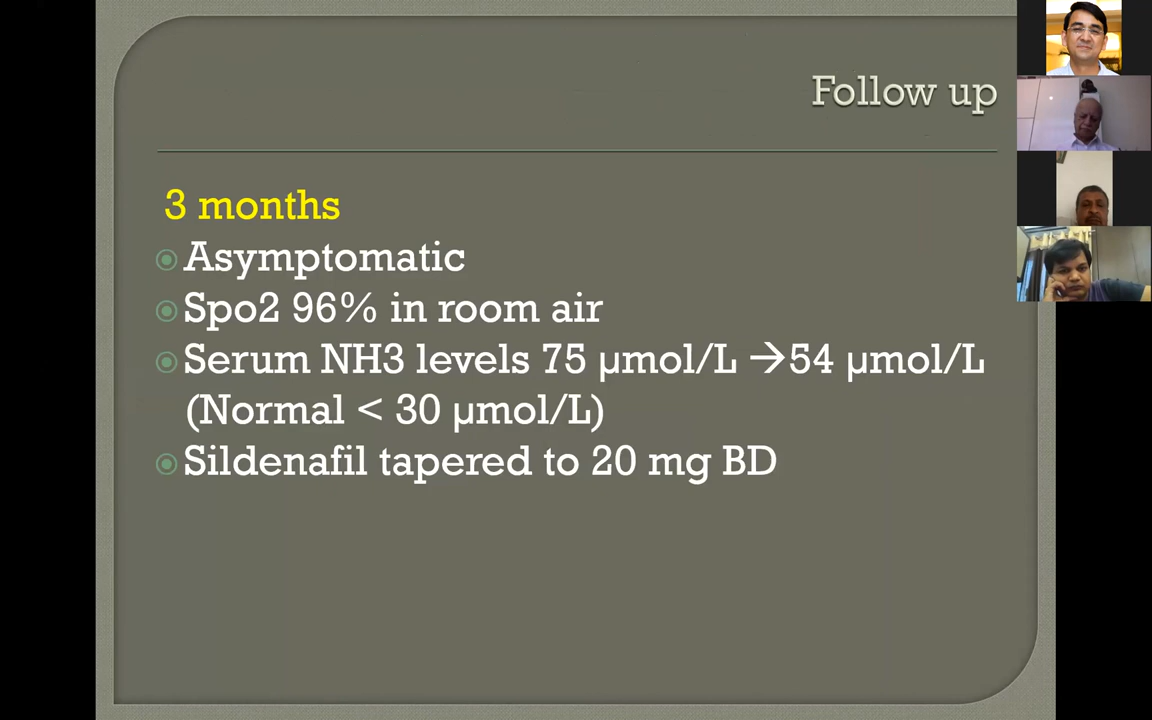 Follow up
3 months
Asymptomatic
Spo2 96% in room air
Serum NH3 levels 75 µmol/L →54 µmol/L
(Normal < 30 µmol/L)
Sildenafil tapered to 20 mg BD